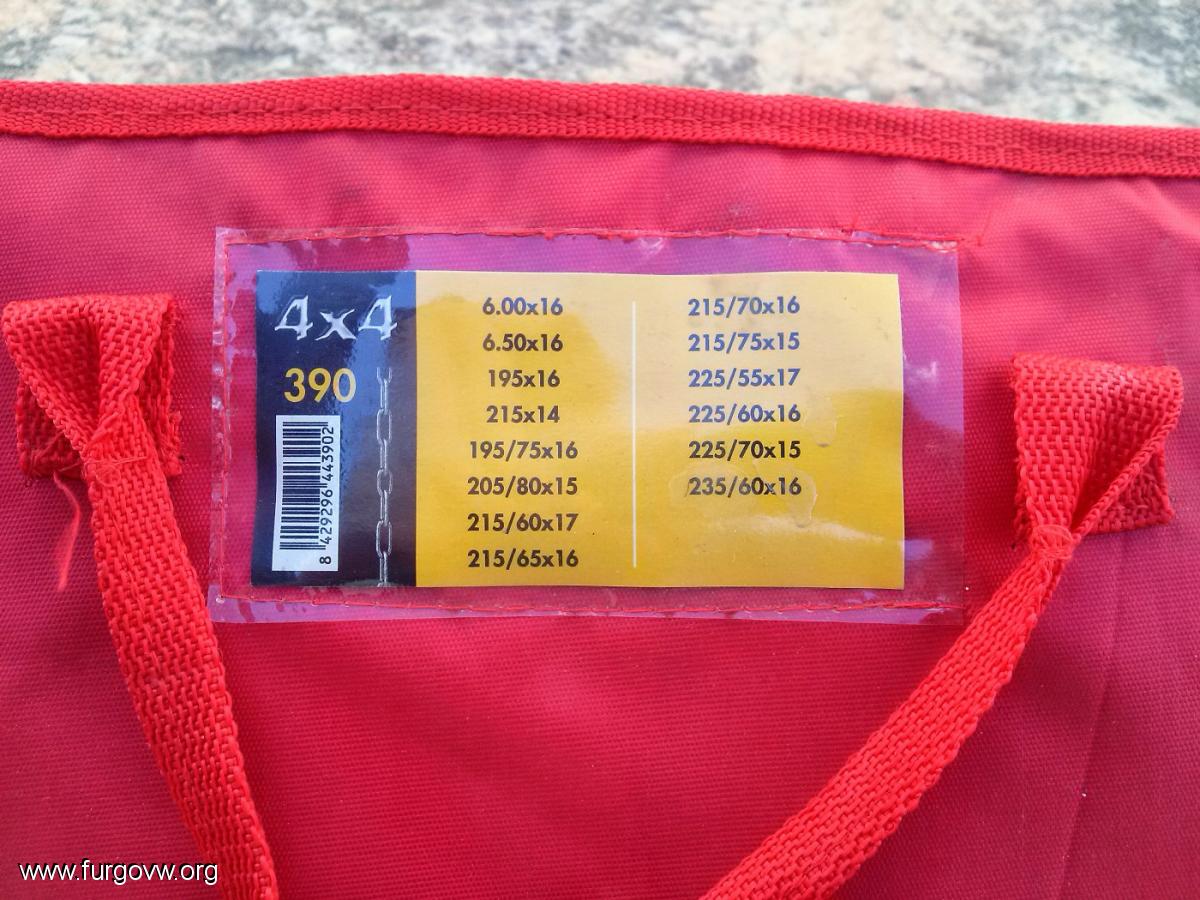 4x4
390
8 429296 443902
6.00x16
6.50x16
195x16
215x14
195/75x16
205/80x15
215/60x17
215/65x16
215/70x16
215/75x15
225/55x17
225/60x16
225/70x15
235/60x16
www.furgovw.org